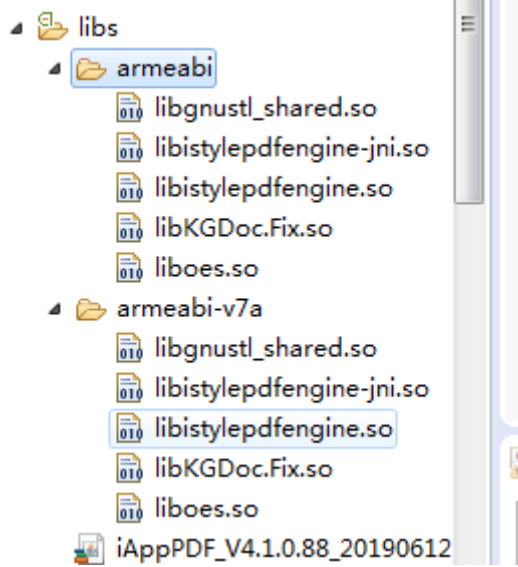 libs
armeabi
libgnustl_shared.so
libistylepdfengine-jni.so
libistylepdfengine.so
libKGDoc.Fix.so
liboes.so
armeabi-v7a
libgnustl_shared.so
libistylepdfengine-jni.so
libistylepdfengine.so
libKGDoc.Fix.so
liboes.so
iAppPDF_V4.1.0.88_20190612